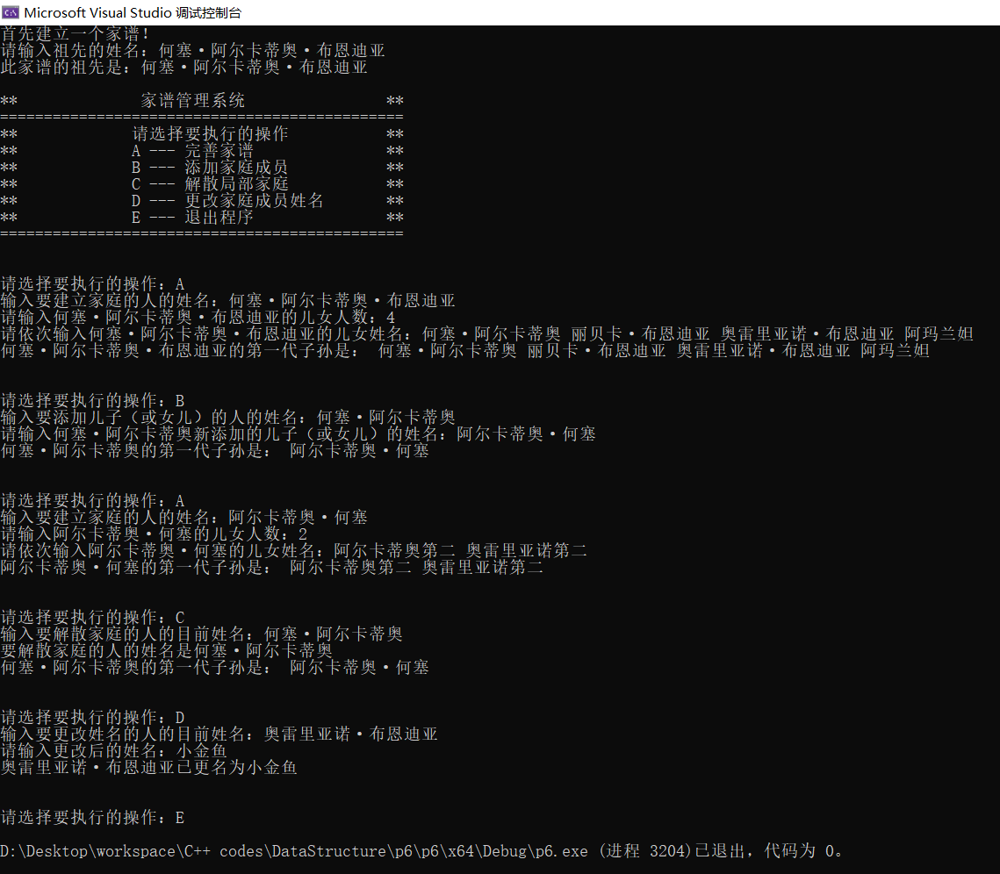 Microsoft Visual Studio 调试控制台
首先建立一个家谱!
请输入祖先的姓名: 何塞·阿尔卡蒂奥·布恩迪亚
此家谱的祖先是: 何塞·阿尔卡蒂奥·布恩迪亚
** 家谱管理系统 **
==============================================
** 请选择要执行的操作 **
** A --- 完善家谱 **
** B --- 添加家庭成员 **
** C --- 解散局部家庭 **
** D --- 更改家庭成员姓名 **
** E --- 退出程序 **
==============================================
请选择要执行的操作: A
输入要建立家庭的人的姓名: 何塞·阿尔卡蒂奥·布恩迪亚
请输入何塞·阿尔卡蒂奥·布恩迪亚的儿女人数: 4
请依次输入何塞·阿尔卡蒂奥·布恩迪亚的儿女姓名: 何塞·阿尔卡蒂奥 丽贝卡·布恩迪亚 奥雷里亚诺·布恩迪亚 阿玛兰妲
何塞·阿尔卡蒂奥·布恩迪亚的第一代子孙是: 何塞·阿尔卡蒂奥 丽贝卡·布恩迪亚 奥雷里亚诺·布恩迪亚 阿玛兰妲
请选择要执行的操作: B
输入要添加儿子（或女儿）的人的姓名: 何塞·阿尔卡蒂奥
请输入何塞·阿尔卡蒂奥新添加的儿子（或女儿）的姓名: 阿尔卡蒂奥·何塞
何塞·阿尔卡蒂奥的第一代子孙是: 阿尔卡蒂奥·何塞
请选择要执行的操作: A
输入要建立家庭的人的姓名: 阿尔卡蒂奥·何塞
请输入阿尔卡蒂奥·何塞的儿女人数: 2
请依次输入阿尔卡蒂奥·何塞的儿女姓名: 阿尔卡蒂奥第二 奥雷里亚诺第二
阿尔卡蒂奥·何塞的第一代子孙是: 阿尔卡蒂奥第二 奥雷里亚诺第二
请选择要执行的操作: C
输入要解散家庭的人的目前姓名: 何塞·阿尔卡蒂奥
要解散家庭的人的姓名是何塞·阿尔卡蒂奥
何塞·阿尔卡蒂奥的第一代子孙是: 阿尔卡蒂奥·何塞
请选择要执行的操作: D
输入要更改姓名的人的目前姓名: 奥雷里亚诺·布恩迪亚
请输入更改后的姓名: 小金鱼
奥雷里亚诺·布恩迪亚已更名为小金鱼
请选择要执行的操作: E
D:\Desktop\workspace\C++ codes\DataStructure\p6\p6\x64\Debug\p6.exe (进程 3204)已退出，代码为 0。